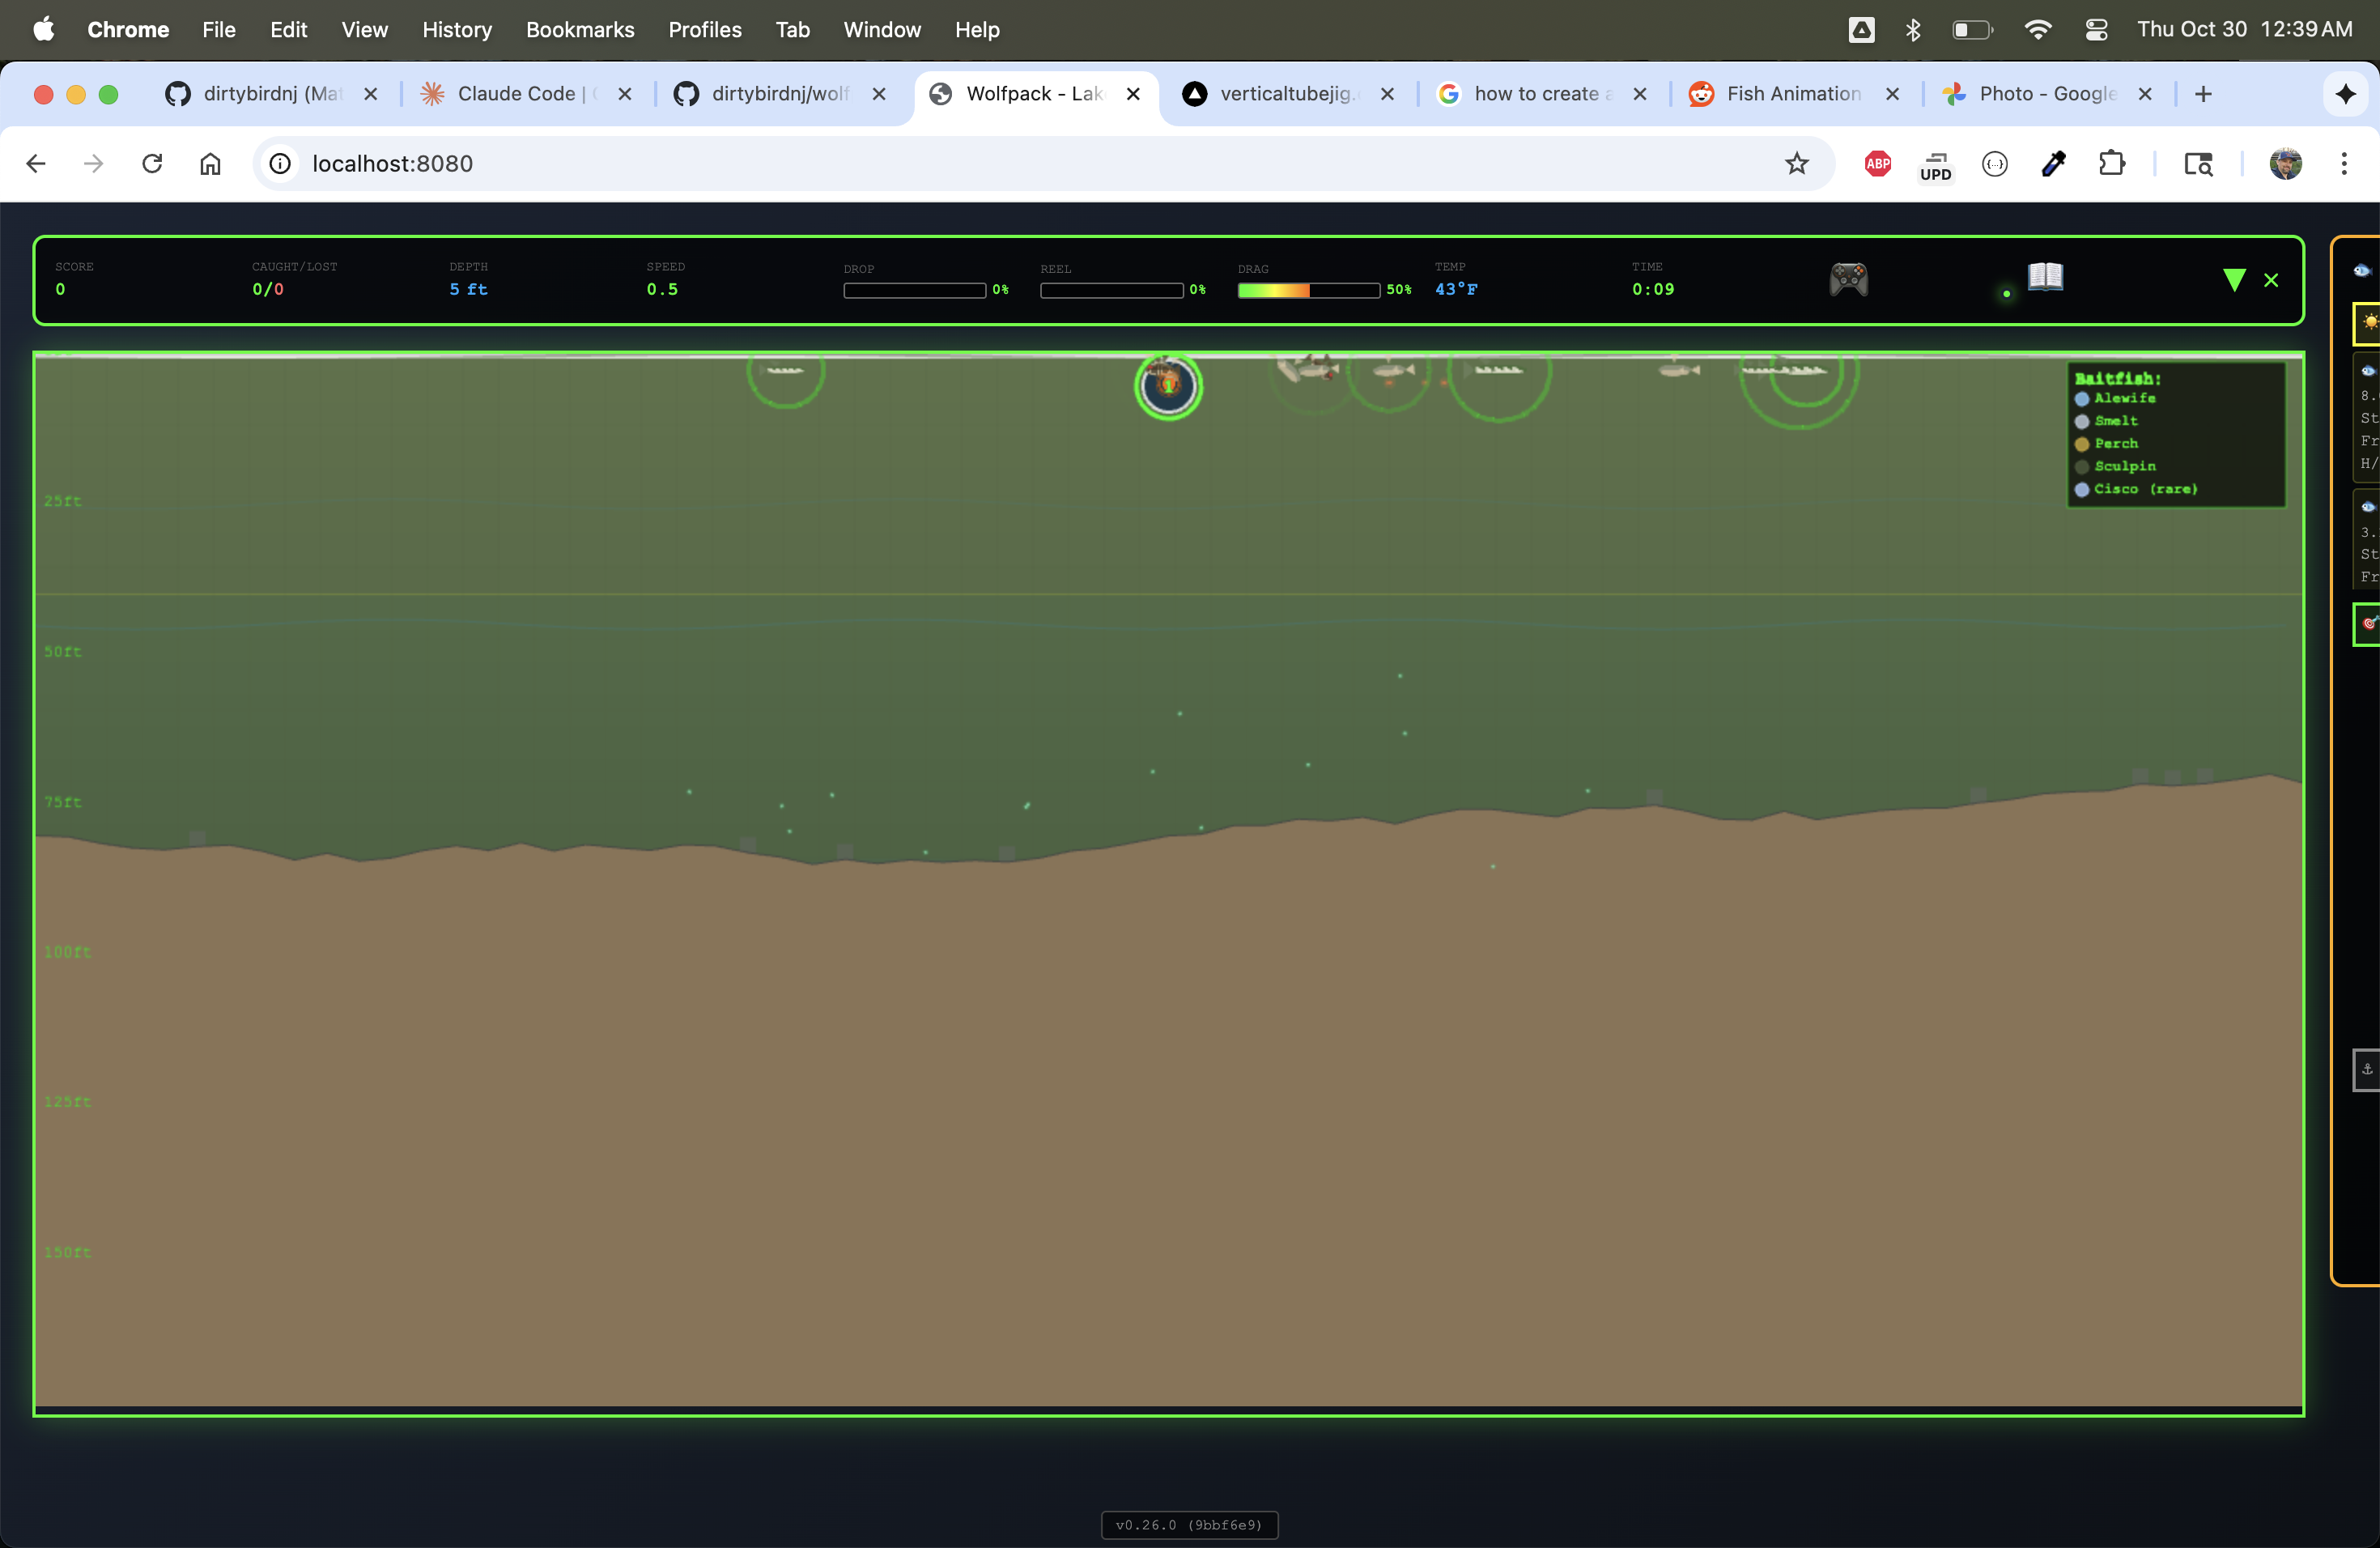 Chrome File Edit View History Bookmarks Profiles Tab Window Help Thu Oct 30 12:39 AM
dirtybirdnj (Mat Claude Code | dirtybirdnj/wolf Wolfpack - Lak verticaltubejig. how to create a Fish Animation Photo - Google
localhost:8080 ABP UPD
SCORE CAUGHT/LOST DEPTH SPEED DROP REEL DRAG TEMP TIME
0 0/0 5 ft 0.5 0% 0% 50% 43°F 0:09
1
Baitfish:
Alewife
Smelt
Perch
Sculpin
Cisco (rare)
8.
St
Fr
H/
3.
St
Fr
25ft
50ft
75ft
100ft
125ft
150ft
v0.26.0 (9bbf6e9)